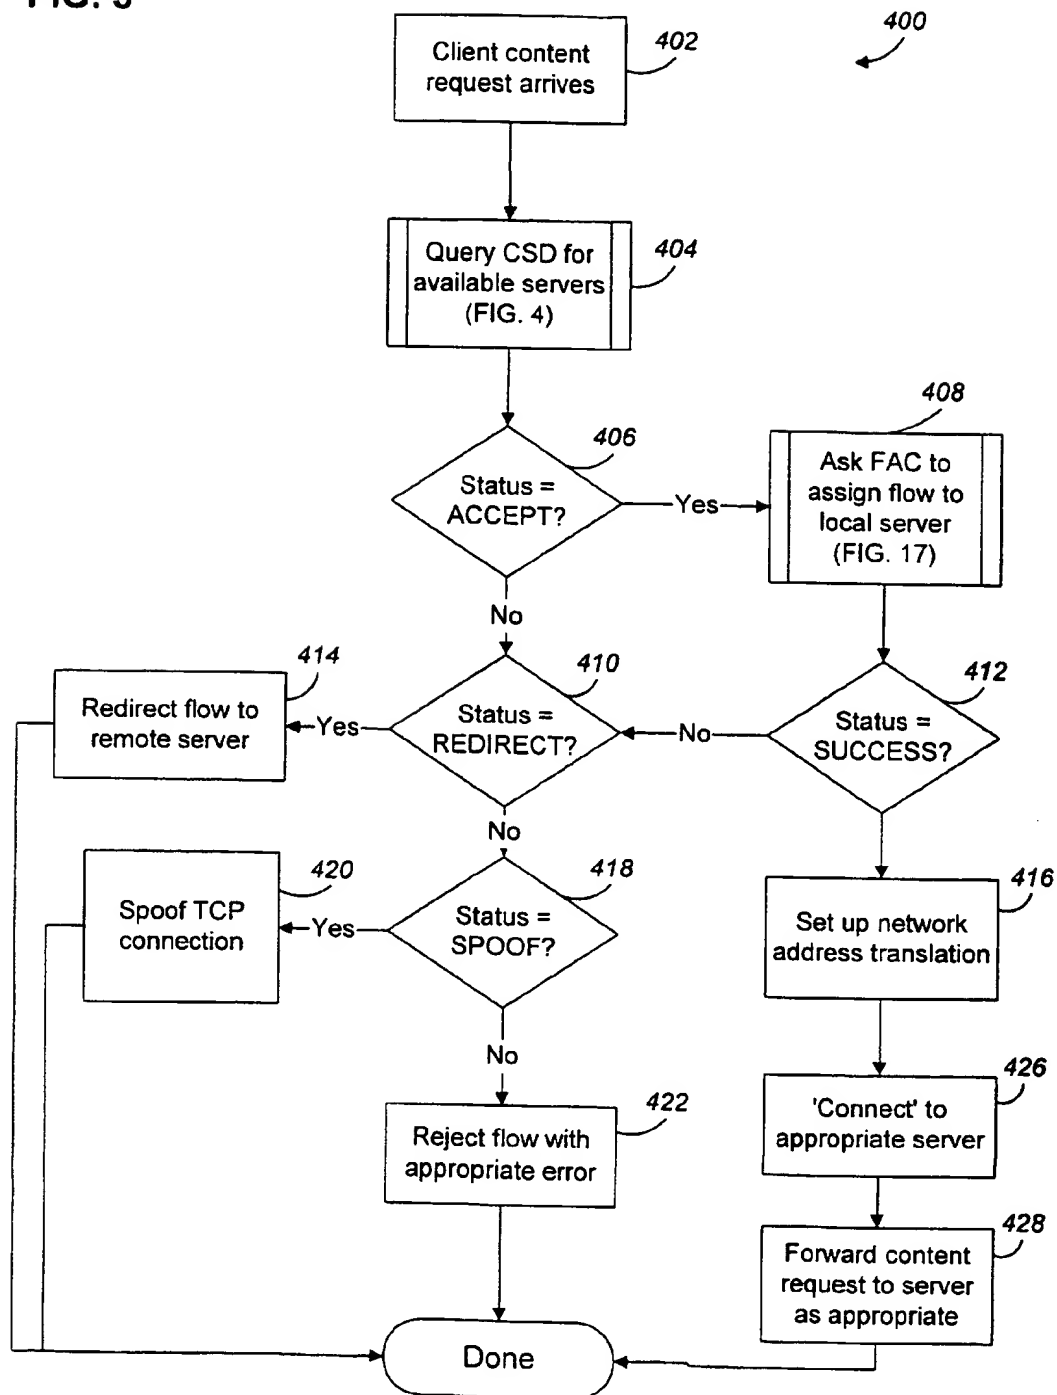 400
Client content
request arrives
402
Query CSD for
available servers
(FIG. 4)
404
Status =
ACCEPT?
406
Yes
No
Ask FAC to
assign flow to
local server
(FIG. 17)
408
Status =
REDIRECT?
410
Yes
No
Status =
SUCCESS?
412
No
Redirect flow to
remote server
414
Status =
SPOOF?
418
Yes
No
Spoof TCP
connection
420
Set up network
address translation
416
Reject flow with
appropriate error
422
'Connect' to
appropriate server
426
Forward content
request to server
as appropriate
428
Done